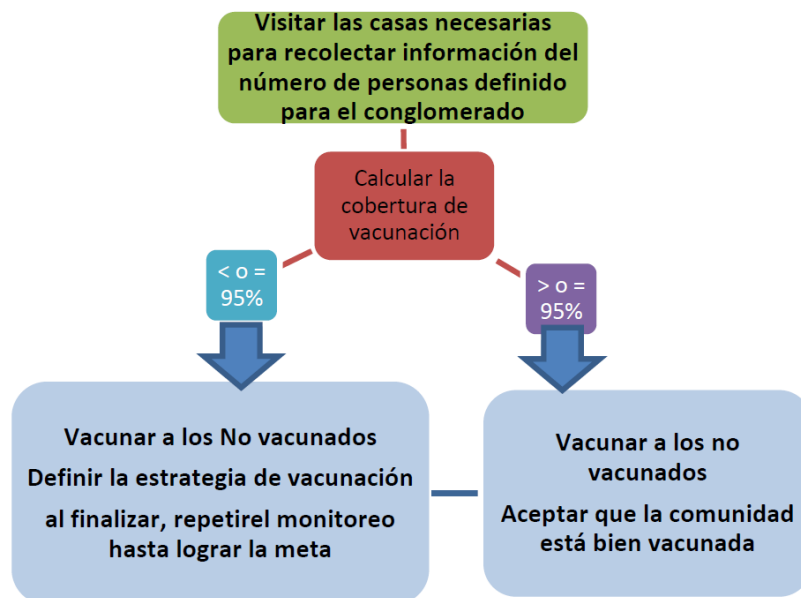 Visitar las casas necesarias
para recolectar información del
número de personas definido
para el conglomerado
Calcular la
cobertura de
vacunación
< o =
95%
> o =
95%
Vacunar a los No vacunados
Definir la estrategia de vacunación
al finalizar, repetirel monitoreo
hasta lograr la meta
Vacunar a los no
vacunados
Aceptar que la comunidad
está bien vacunada